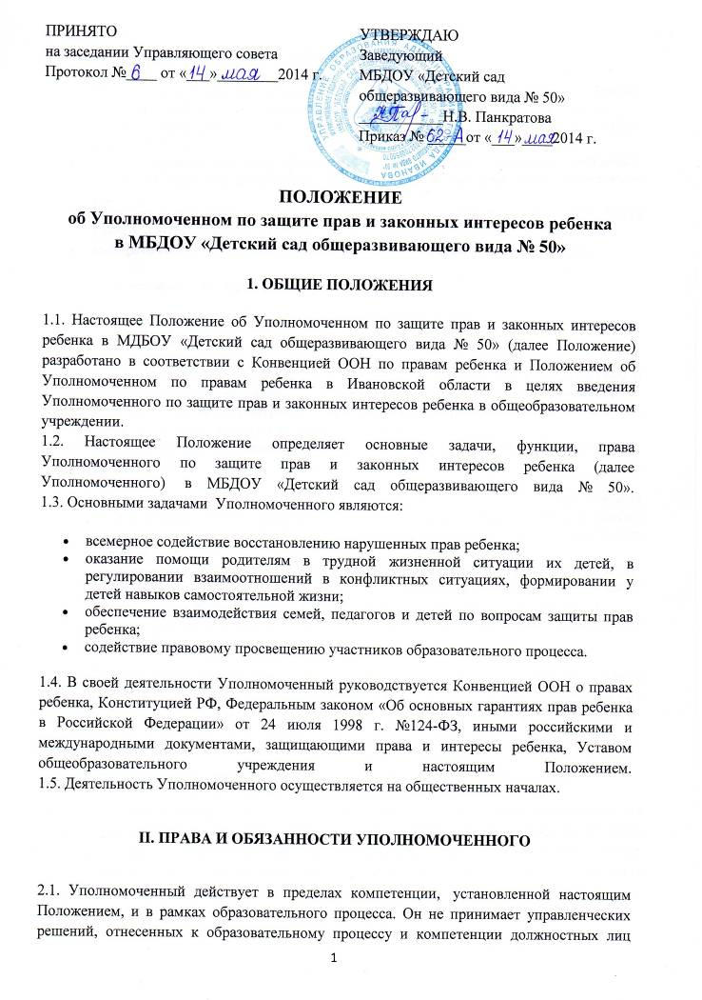 ПРИНЯТО
на заседании Управляющего совета
Протокол № 6 от «14» мая 2014 г.
УТВЕРЖДАЮ
Заведующий
МБДОУ «Детский сад
общеразвивающего вида № 50»
Н.В. Панкратова
Приказ № 62-А от «14» мая 2014 г.
ПОЛОЖЕНИЕ
об Уполномоченном по защите прав и законных интересов ребенка
в МБДОУ «Детский сад общеразвивающего вида № 50»
1. ОБЩИЕ ПОЛОЖЕНИЯ
1.1. Настоящее Положение об Уполномоченном по защите прав и законных интересов
ребенка в МДБОУ «Детский сад общеразвивающего вида № 50» (далее Положение)
разработано в соответствии с Конвенцией ООН по правам ребенка и Положением об
Уполномоченном по правам ребенка в Ивановской области в целях введения
Уполномоченного по защите прав и законных интересов ребенка в общеобразовательном
учреждении.
1.2. Настоящее Положение определяет основные задачи, функции, права
Уполномоченного по защите прав и законных интересов ребенка (далее
Уполномоченного) в МБДОУ «Детский сад общеразвивающего вида № 50».
1.3. Основными задачами Уполномоченного являются:
• всемерное содействие восстановлению нарушенных прав ребенка;
• оказание помощи родителям в трудной жизненной ситуации их детей, в
регулировании взаимоотношений в конфликтных ситуациях, формировании у
детей навыков самостоятельной жизни;
• обеспечение взаимодействия семей, педагогов и детей по вопросам защиты прав
ребенка;
• содействие правовому просвещению участников образовательного процесса.
1.4. В своей деятельности Уполномоченный руководствуется Конвенцией ООН о правах
ребенка, Конституцией РФ, Федеральным законом «Об основных гарантиях прав ребенка
в Российской Федерации» от 24 июля 1998 г. №124-ФЗ, иными российскими и
международными документами, защищающими права и интересы ребенка, Уставом
общеобразовательного учреждения и настоящим Положением.
1.5. Деятельность Уполномоченного осуществляется на общественных началах.
II. ПРАВА И ОБЯЗАННОСТИ УПОЛНОМОЧЕННОГО
2.1. Уполномоченный действует в пределах компетенции, установленной настоящим
Положением, и в рамках образовательного процесса. Он не принимает управленческих
решений, отнесенных к образовательному процессу и компетенции должностных лиц
1